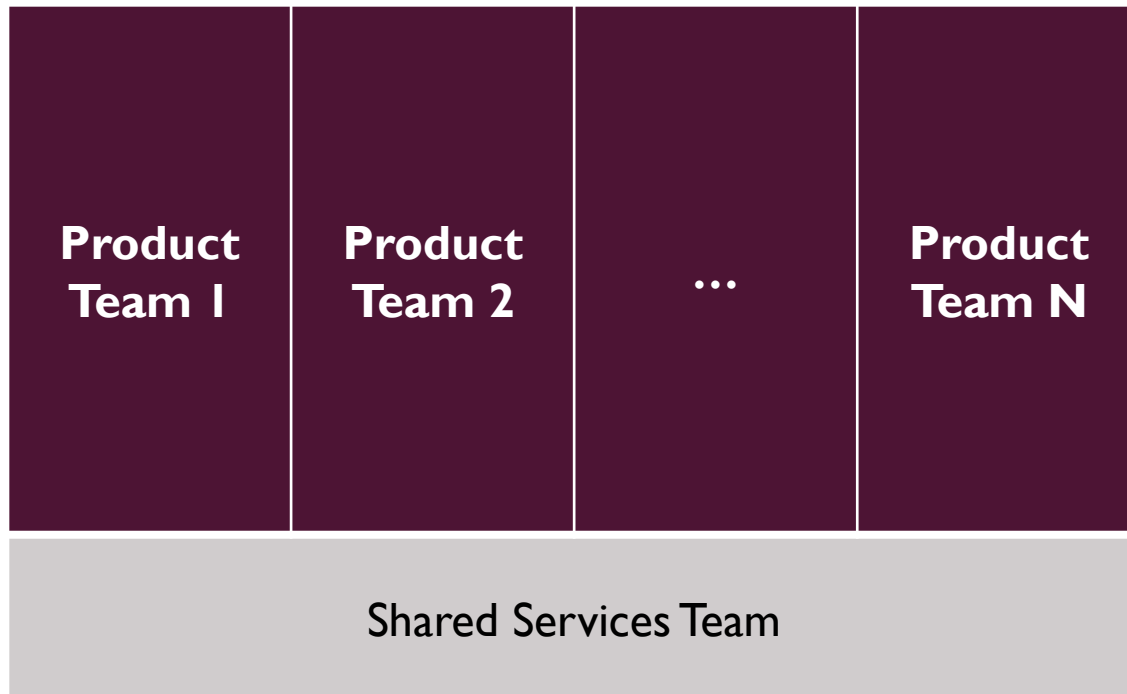 Product
Team 1
Product
Team 2
...
Product
Team N
Shared Services Team